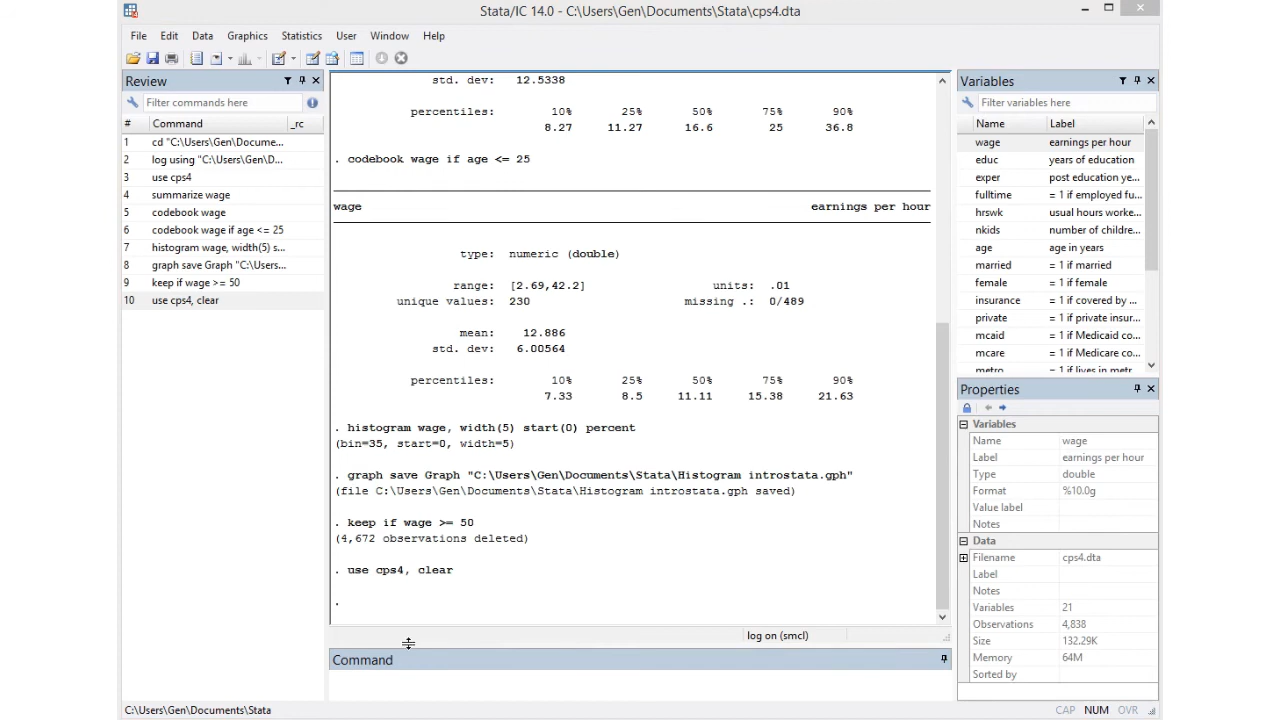 Stata/IC 14.0 - C:\Users\Gen\Documents\Stata\cps4.dta
File Edit Data Graphics Statistics User Window Help
Review
Filter commands here
# Command _rc
1 cd "C:\Users\Gen\Docume...
2 log using "C:\Users\Gen\D...
3 use cps4
4 summarize wage
5 codebook wage
6 codebook wage if age <= 25
7 histogram wage, width(5) s...
8 graph save Graph "C:\Users...
9 keep if wage >= 50
10 use cps4, clear
std. dev: 12.5338
percentiles: 10% 25% 50% 75% 90%
8.27 11.27 16.6 25 36.8
. codebook wage if age <= 25
wage earnings per hour
type: numeric (double)
range: [2.69,42.2] units: .01
unique values: 230 missing .: 0/489
mean: 12.886
std. dev: 6.00564
percentiles: 10% 25% 50% 75% 90%
7.33 8.5 11.11 15.38 21.63
. histogram wage, width(5) start(0) percent
(bin=35, start=0, width=5)
. graph save Graph "C:\Users\Gen\Documents\Stata\Histogram introstata.gph"
(file C:\Users\Gen\Documents\Stata\Histogram introstata.gph saved)
. keep if wage >= 50
(4,672 observations deleted)
. use cps4, clear
.
log on (smcl)
Command
Variables
Filter variables here
Name Label
wage earnings per hour
educ years of education
exper post education ye...
fulltime = 1 if employed fu...
hrswk usual hours worke...
nkids number of childre...
age age in years
married = 1 if married
female = 1 if female
insurance = 1 if covered by ...
private = 1 if private insur...
mcaid = 1 if Medicaid co...
mcare = 1 if Medicare co...
metro = 1 if lives in metr...
Properties
Variables
Name wage
Label earnings per hour
Type double
Format %10.0g
Value label
Notes
Data
Filename cps4.dta
Label
Notes
Variables 21
Observations 4,838
Size 132.29K
Memory 64M
Sorted by
C:\Users\Gen\Documents\Stata CAP NUM OVR